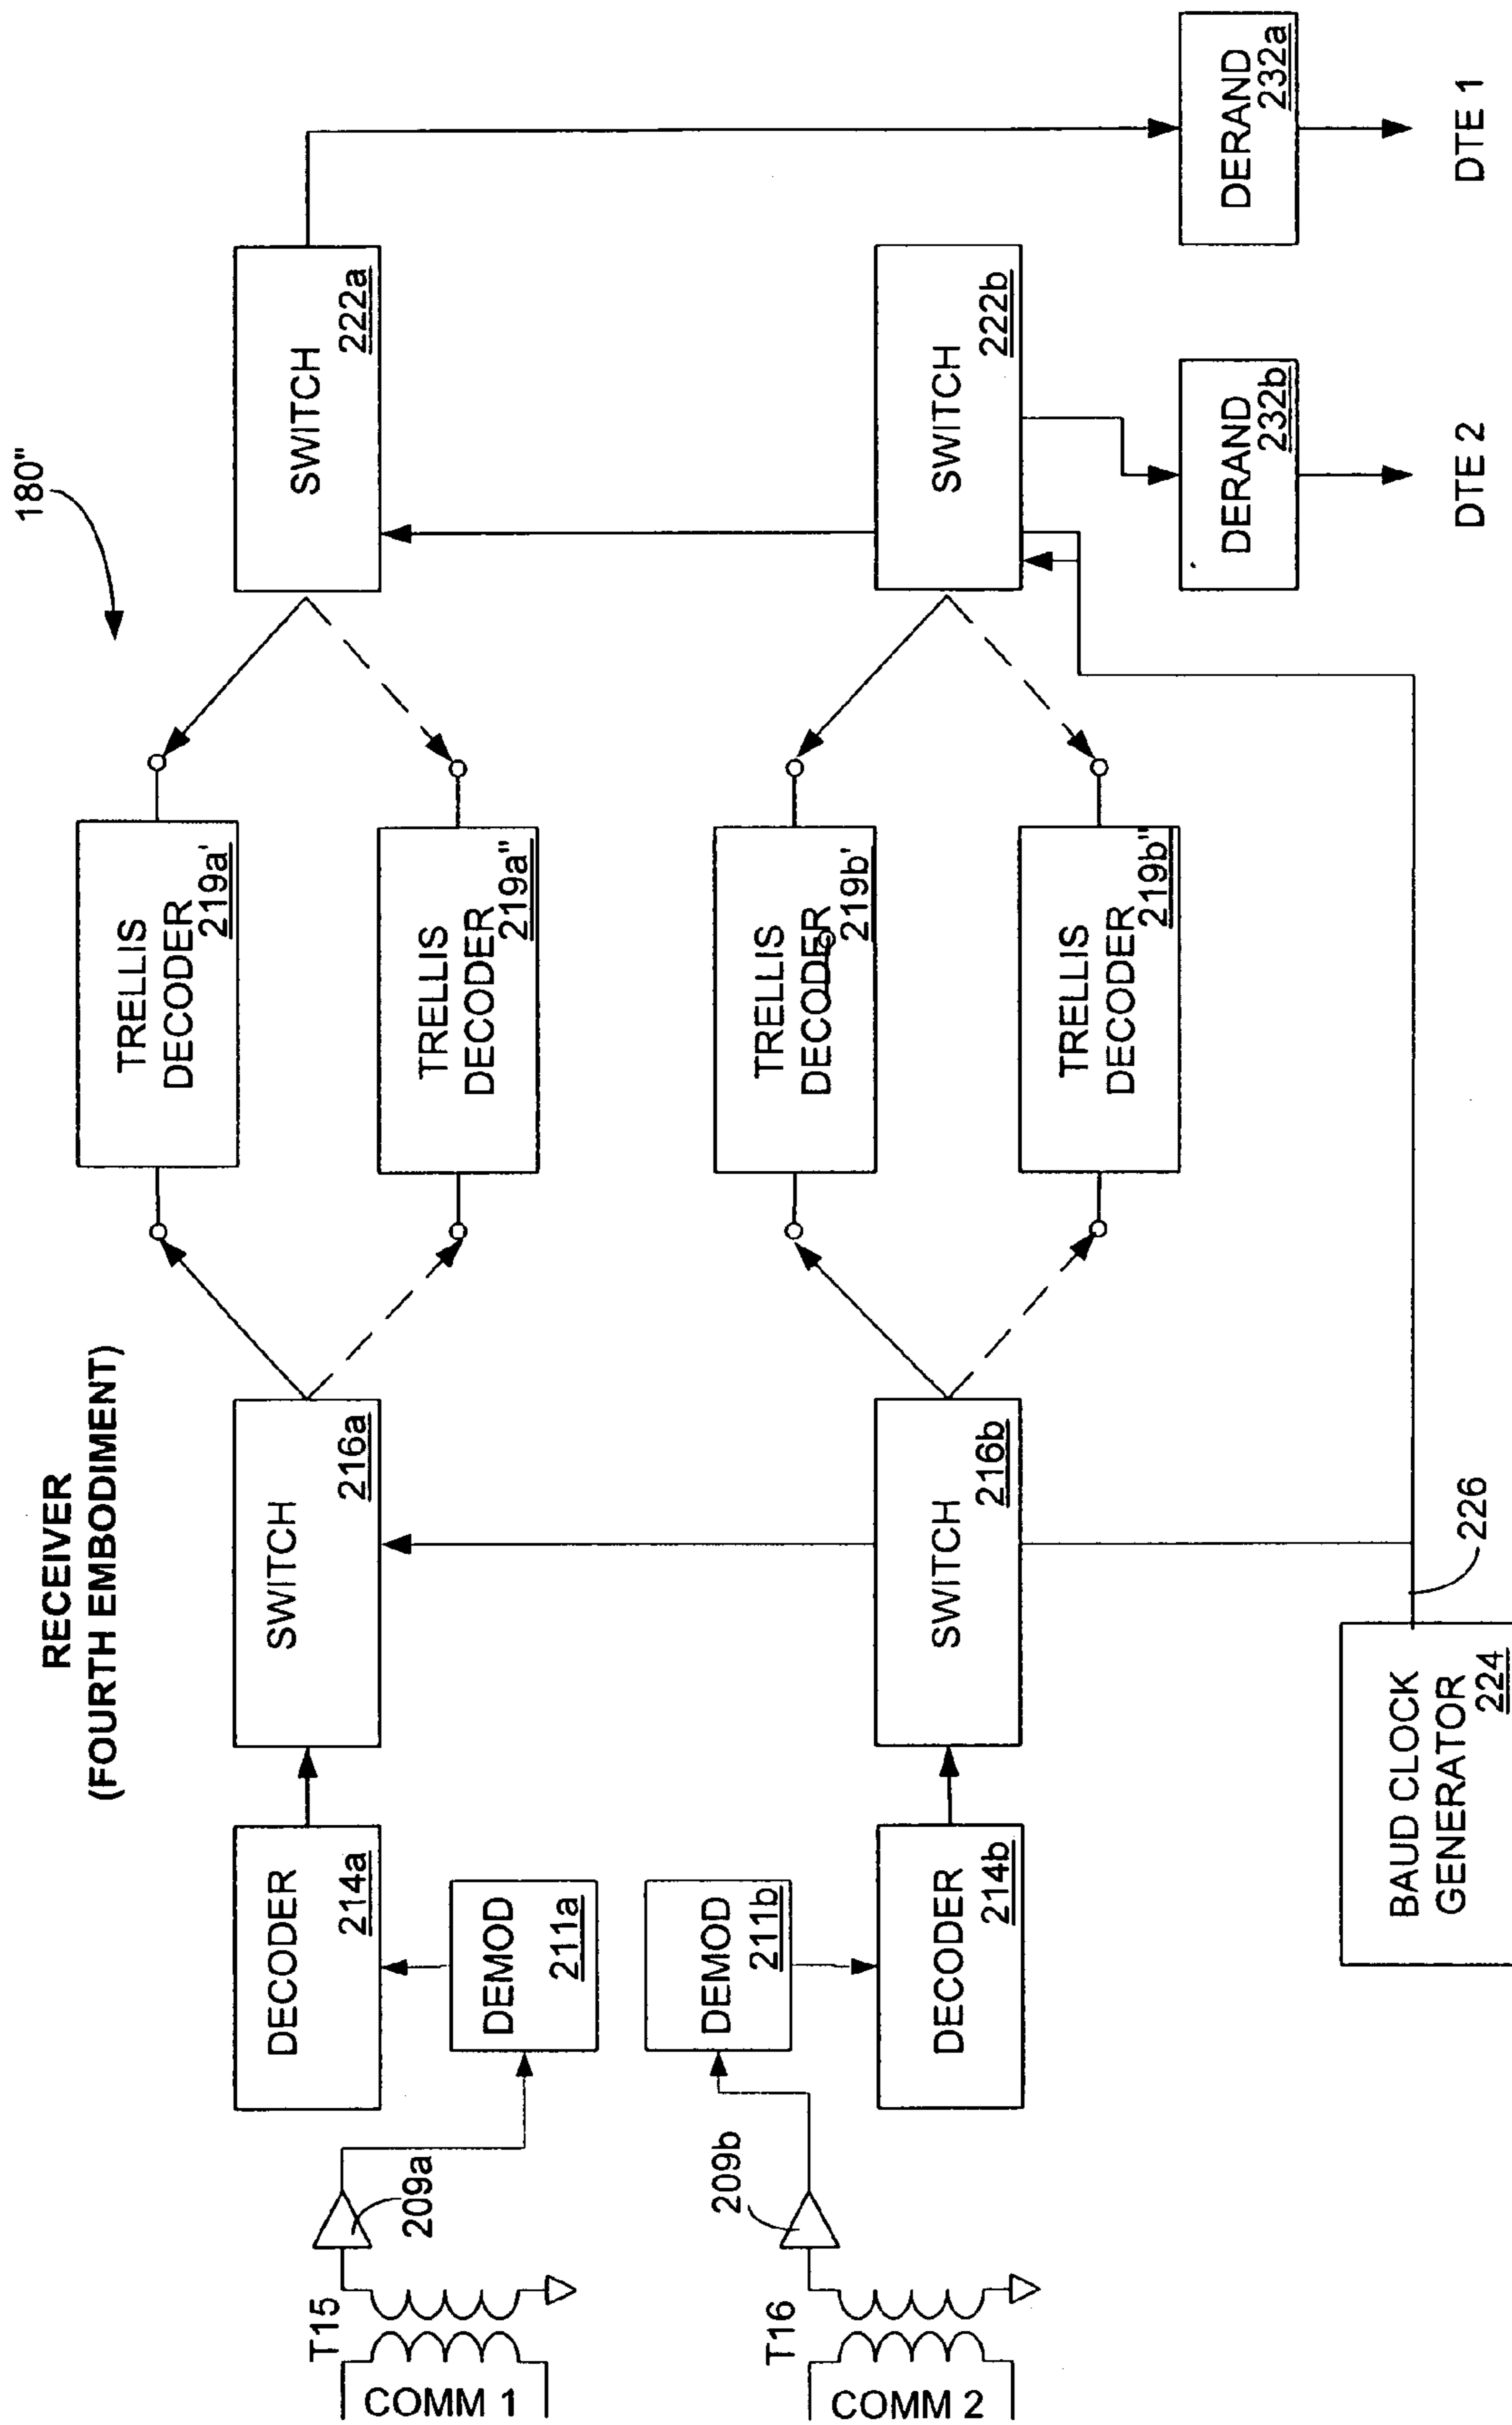 RECEIVER
(FOURTH EMBODIMENT)
180"
COMM 1
T15
209a
DEMOD
211a
DECODER
214a
SWITCH
216a
TRELLIS
DECODER
219a'
TRELLIS
DECODER
219a"
SWITCH
222a
COMM 2
T16
209b
DEMOD
211b
DECODER
214b
SWITCH
216b
TRELLIS
DECODER
219b'
TRELLIS
DECODER
219b"
SWITCH
222b
BAUD CLOCK
GENERATOR
224
226
DERAND
232b
DTE 2
DERAND
232a
DTE 1